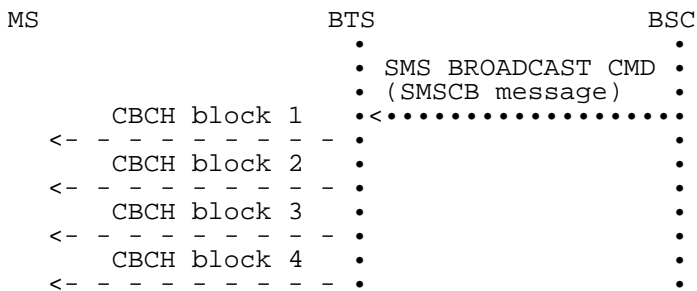 MS BTS BSC
SMS BROADCAST CMD
(SMSCB message)
CBCH block 1
CBCH block 2
CBCH block 3
CBCH block 4